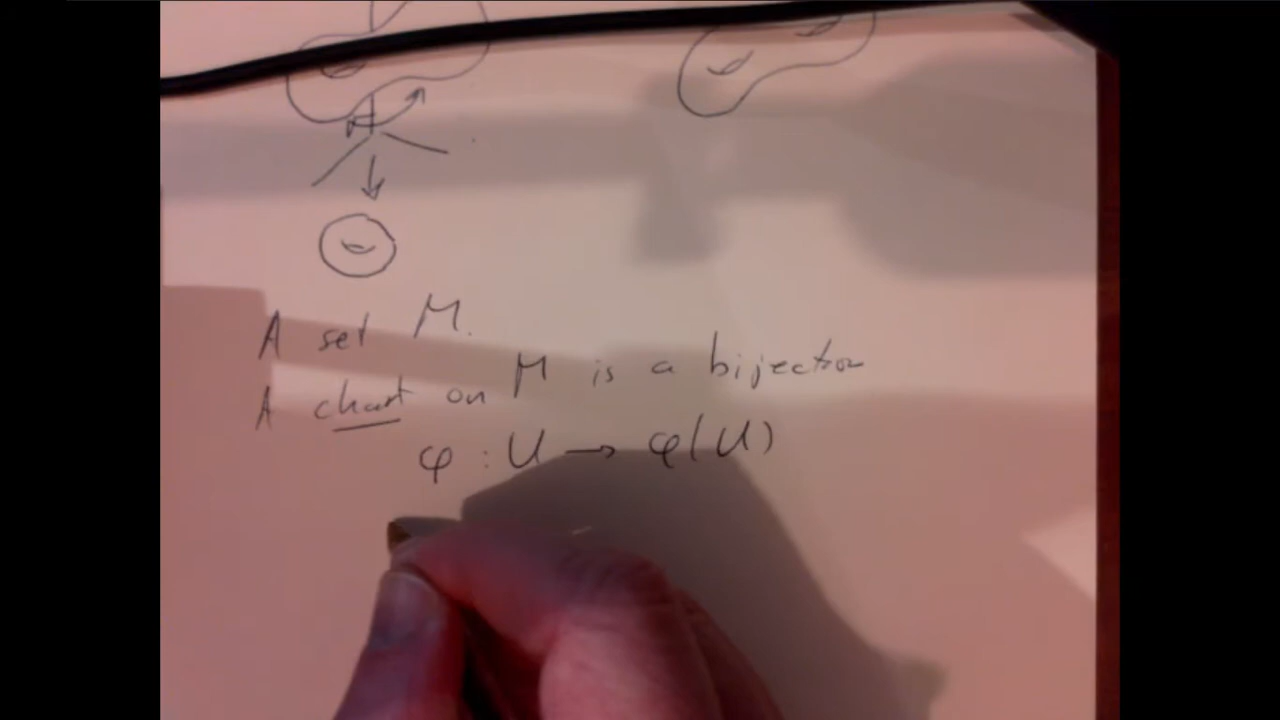 A set M.
A chart on M is a bijection
φ : U → φ(U)